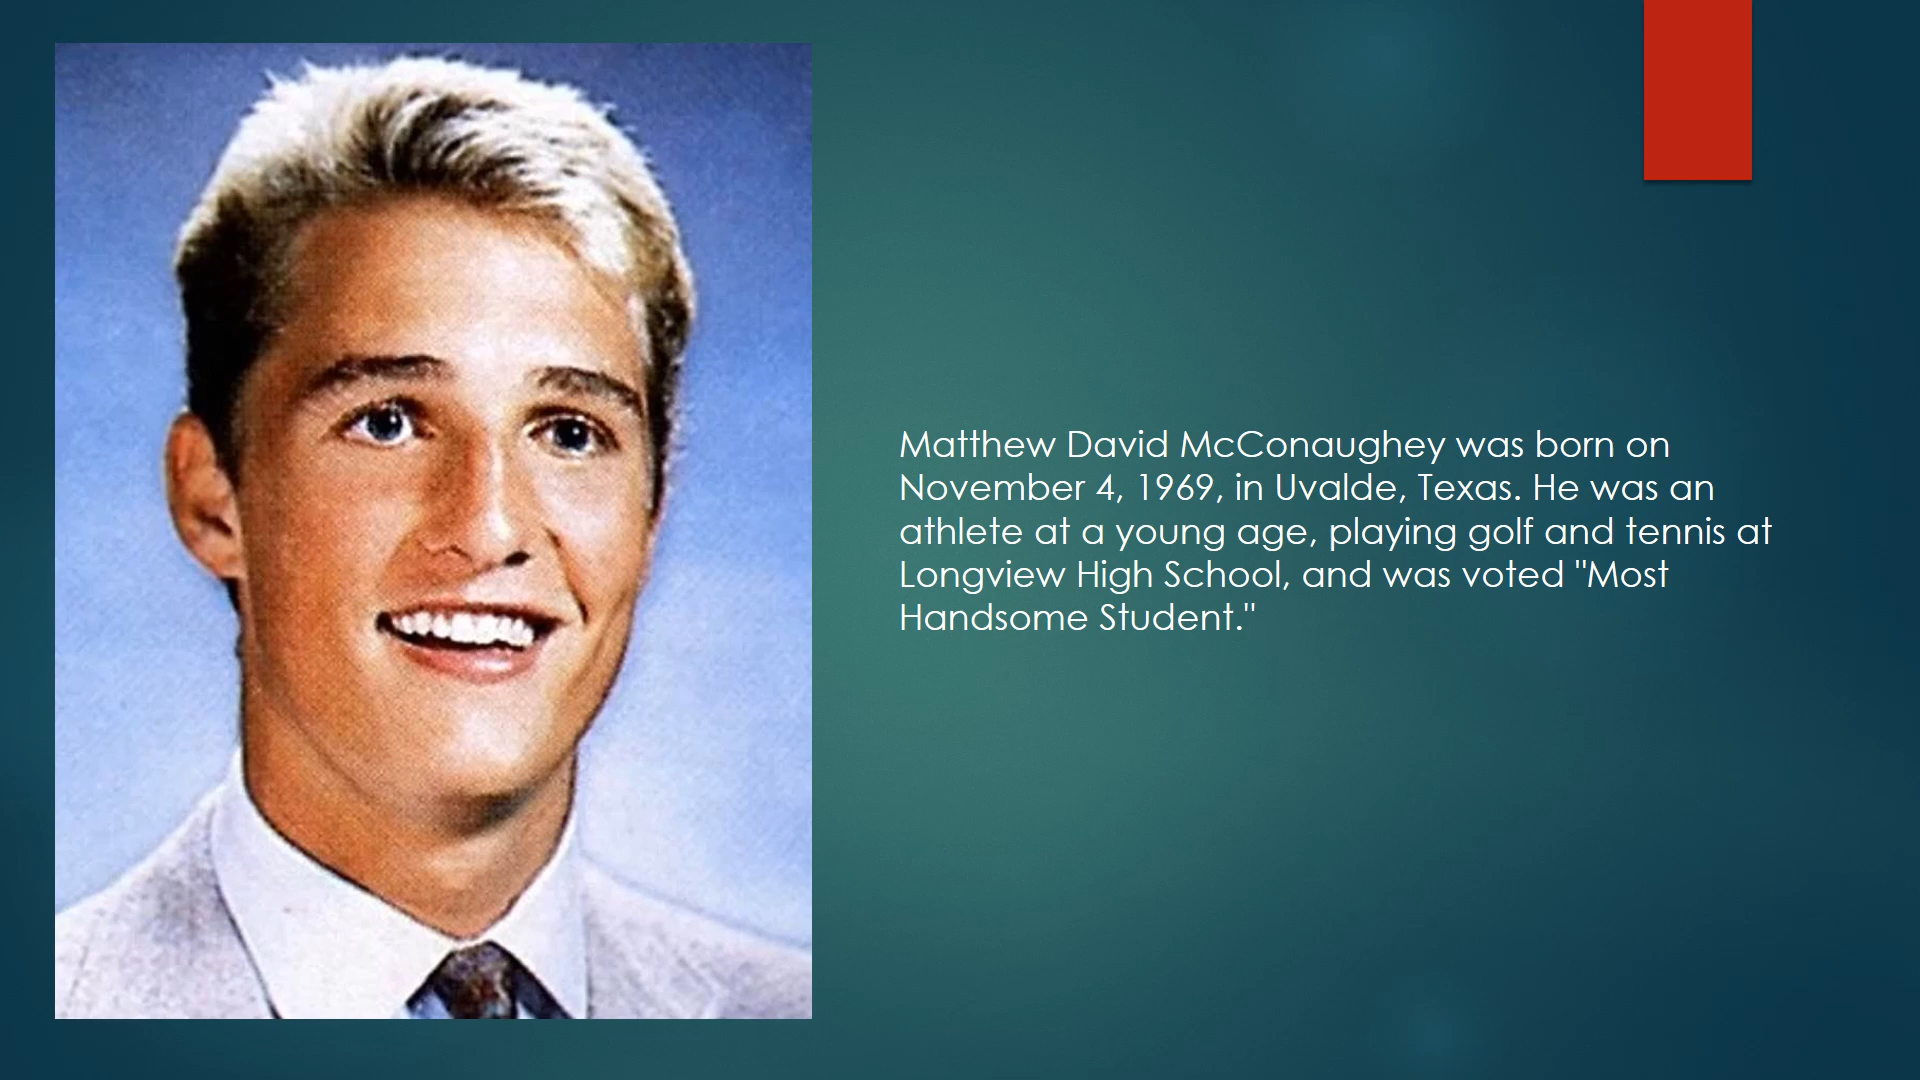 Matthew David McConaughey was born on
November 4, 1969, in Uvalde, Texas. He was an
athlete at a young age, playing golf and tennis at
Longview High School, and was voted "Most
Handsome Student."